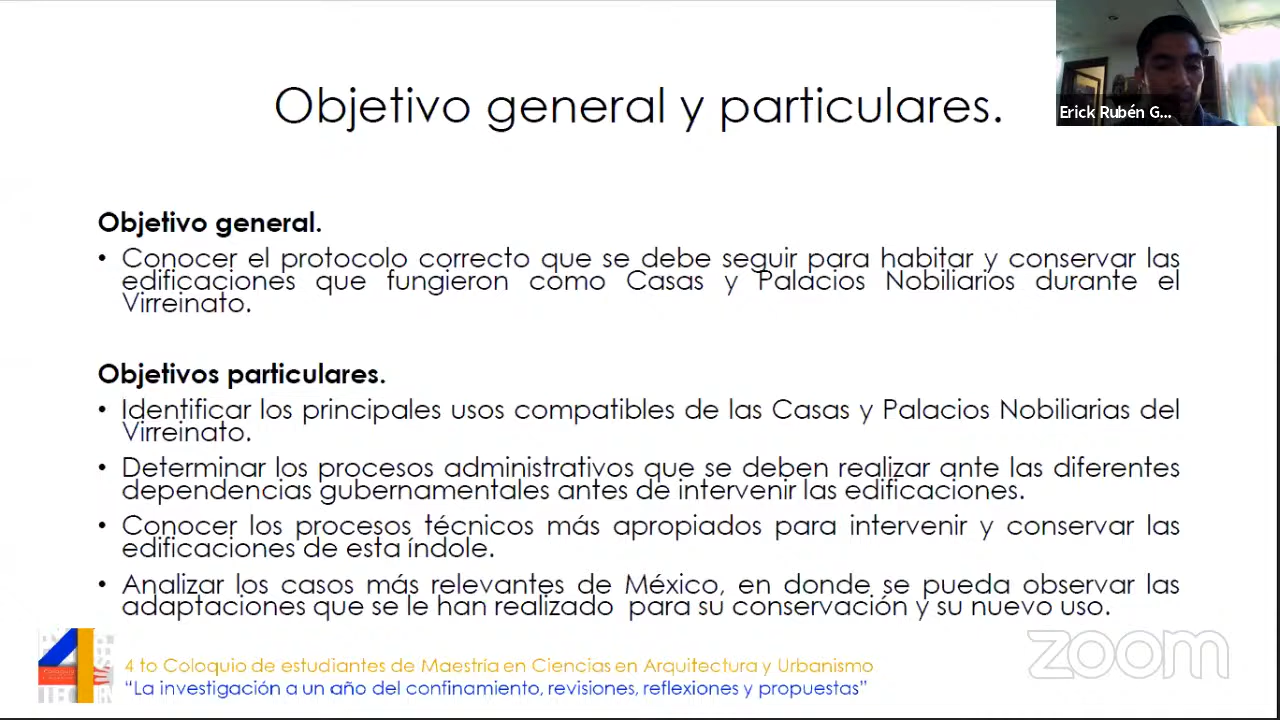 Objetivo general y particulares.
Erick Rubén G...
Objetivo general.
• Conocer el protocolo correcto que se debe seguir para habitar y conservar las
edificaciones que fungieron como Casas y Palacios Nobiliarios durante el
Virreinato.
Objetivos particulares.
• Identificar los principales usos compatibles de las Casas y Palacios Nobiliarias del
Virreinato.
• Determinar los procesos administrativos que se deben realizar ante las diferentes
dependencias gubernamentales antes de intervenir las edificaciones.
• Conocer los procesos técnicos más apropiados para intervenir y conservar las
edificaciones de esta índole.
• Analizar los casos más relevantes de México, en donde se pueda observar las
adaptaciones que se le han realizado para su conservación y su nuevo uso.
4 to Coloquio de estudiantes de Maestría en Ciencias en Arquitectura y Urbanismo
“La investigación a un año del confinamiento, revisiones, reflexiones y propuestas”
zoom